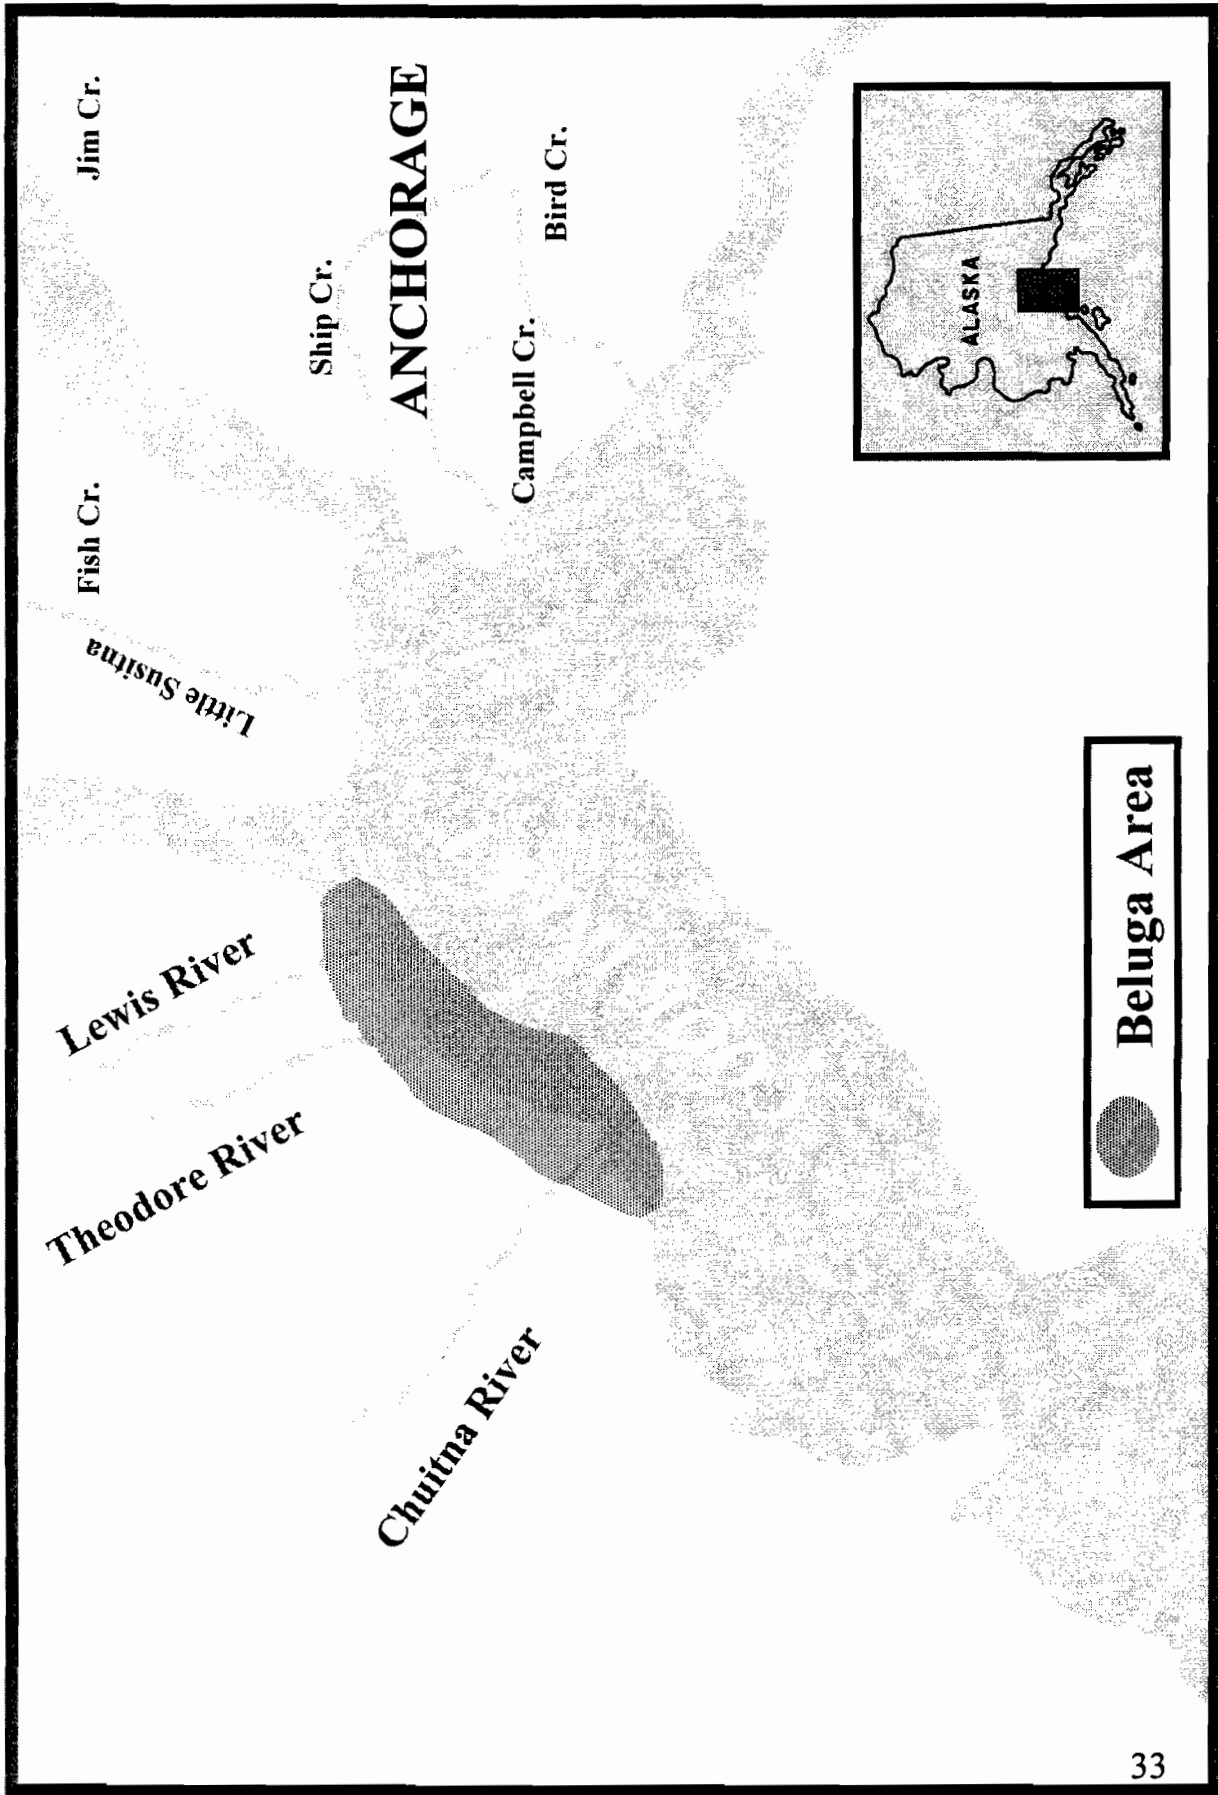 Jim Cr.
Fish Cr.
Little Susitna
Ship Cr.
ANCHORAGE
Campbell Cr.
Bird Cr.
Lewis River
Theodore River
Chuitna River
ALASKA
Beluga Area
33